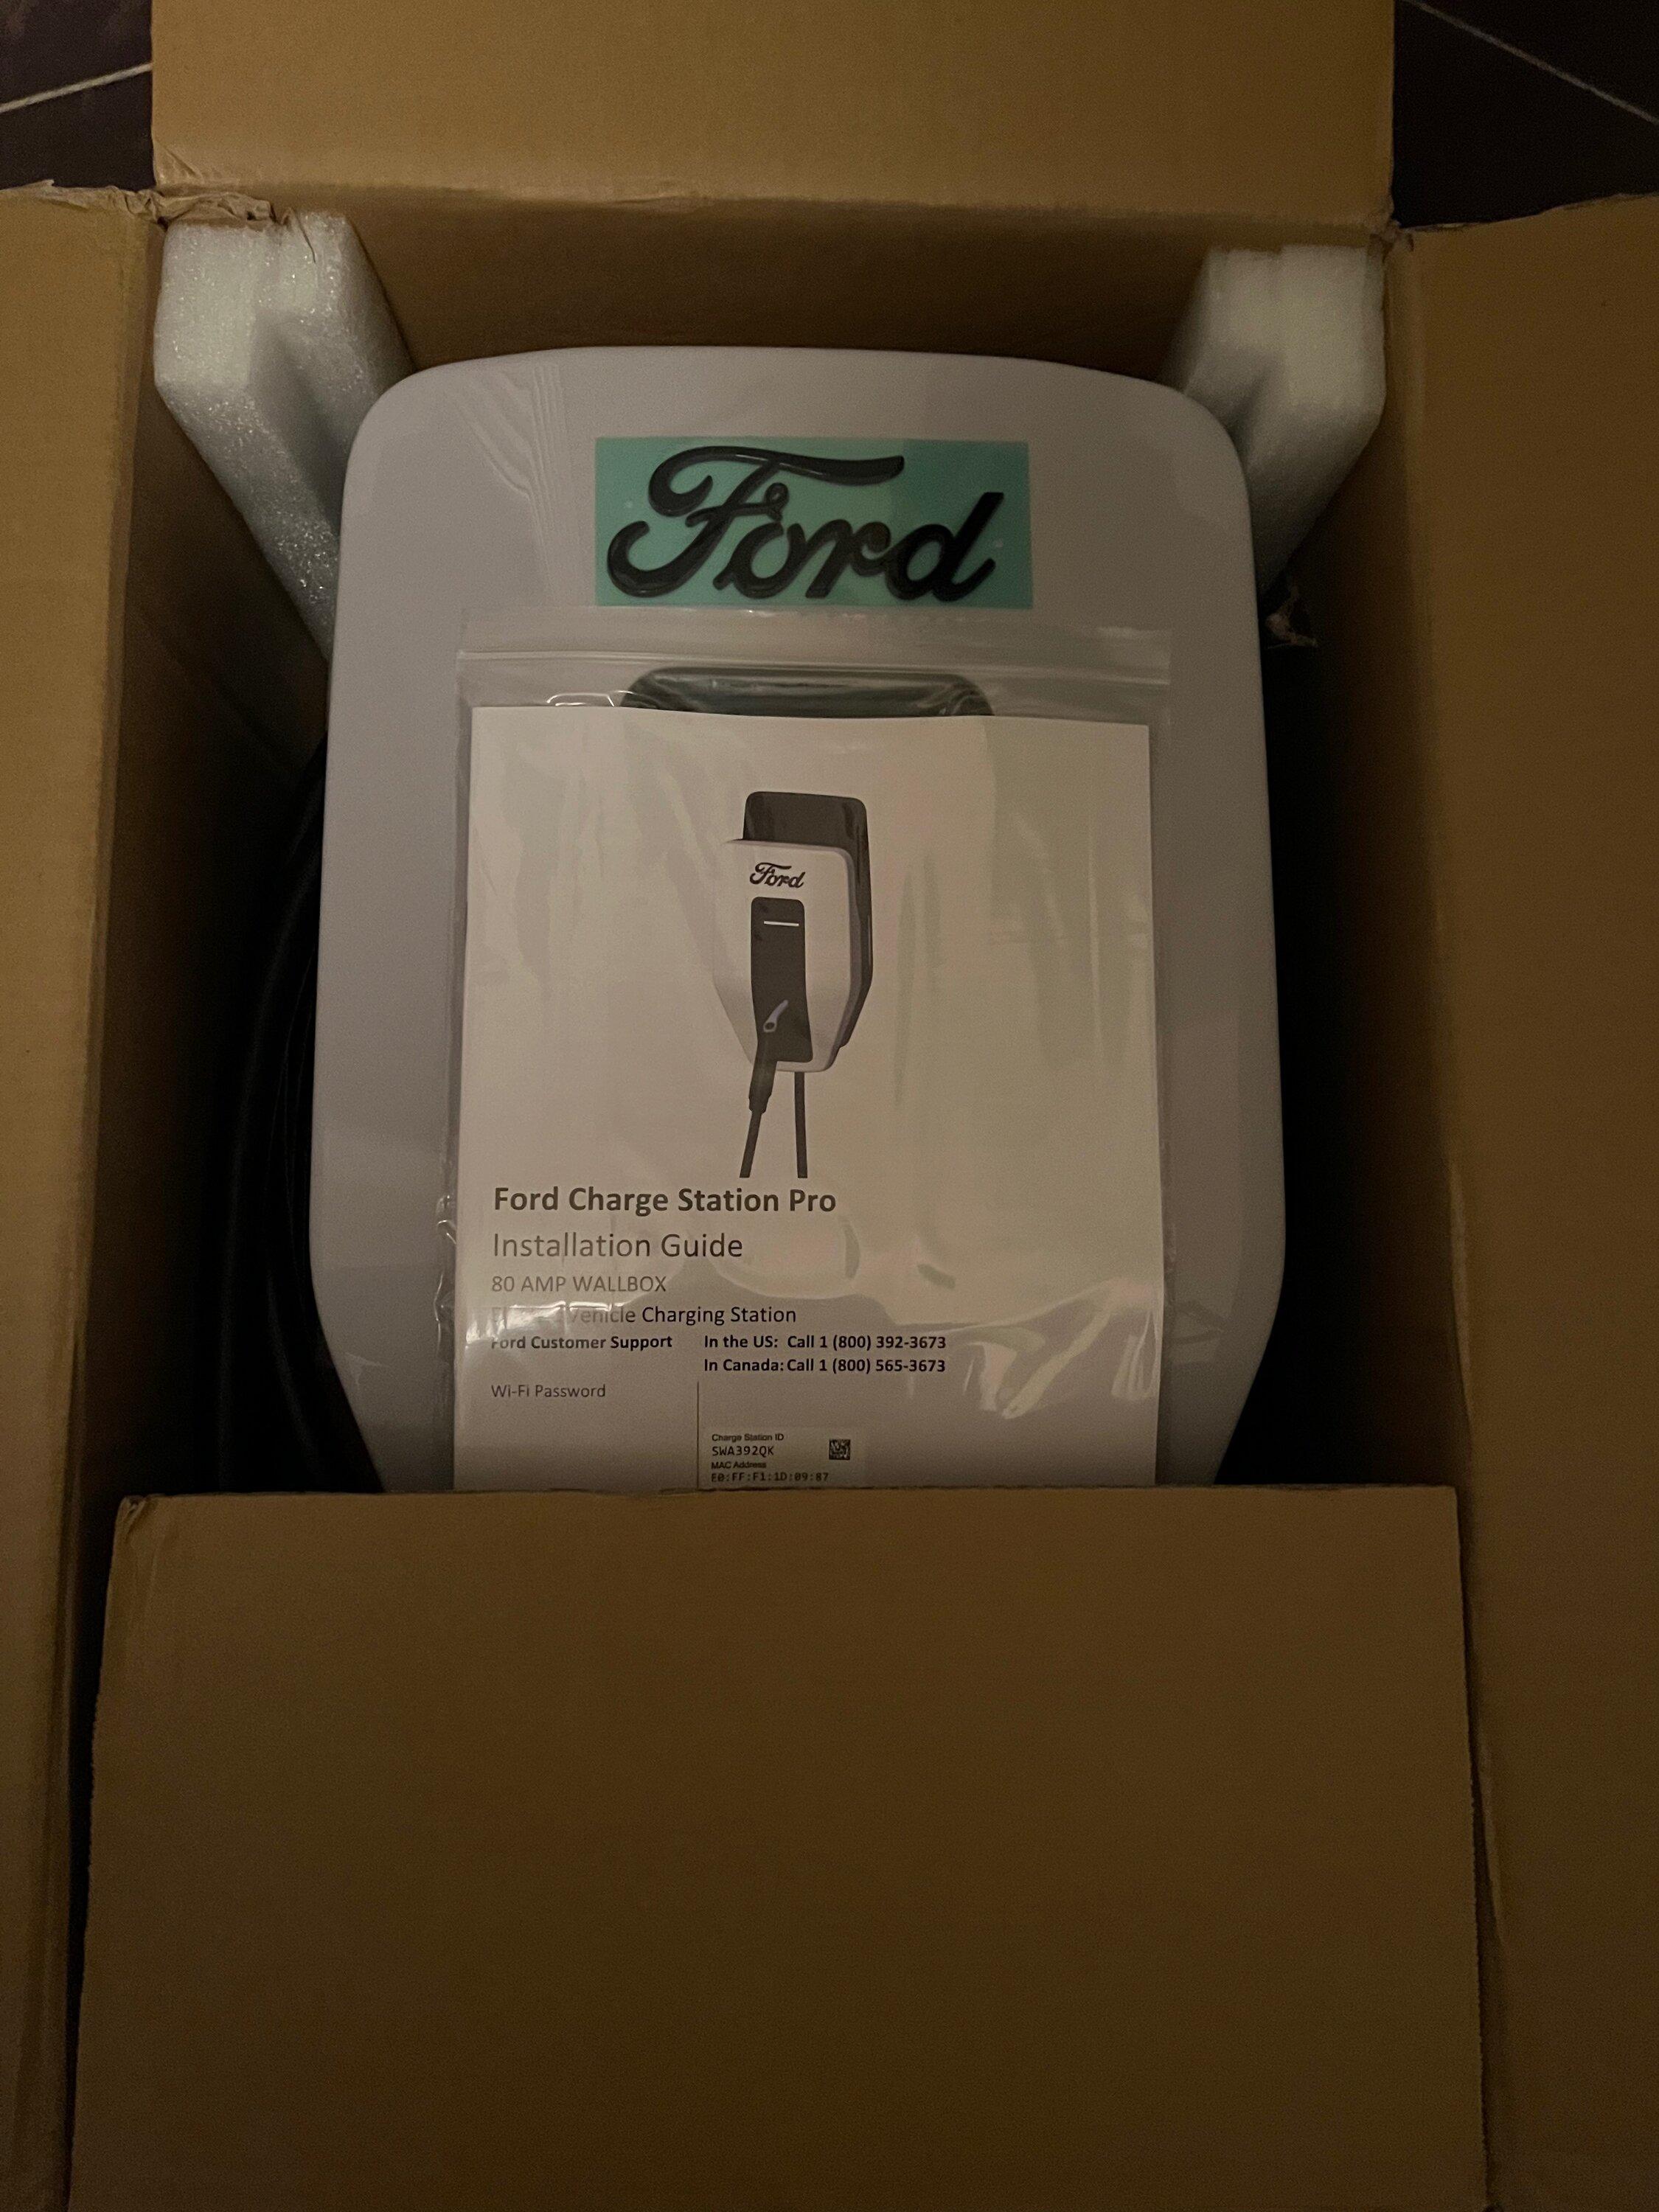 Ford
Ford
Ford Charge Station Pro
Installation Guide
80 AMP WALLBOX
Vehicle Charging Station
Ford Customer Support In the US: Call 1 (800) 392-3673
In Canada: Call 1 (800) 565-3673
Wi-Fi Password
Charge Station ID
SWA392QK
MAC Address
E0:FF:F1:1D:09:87